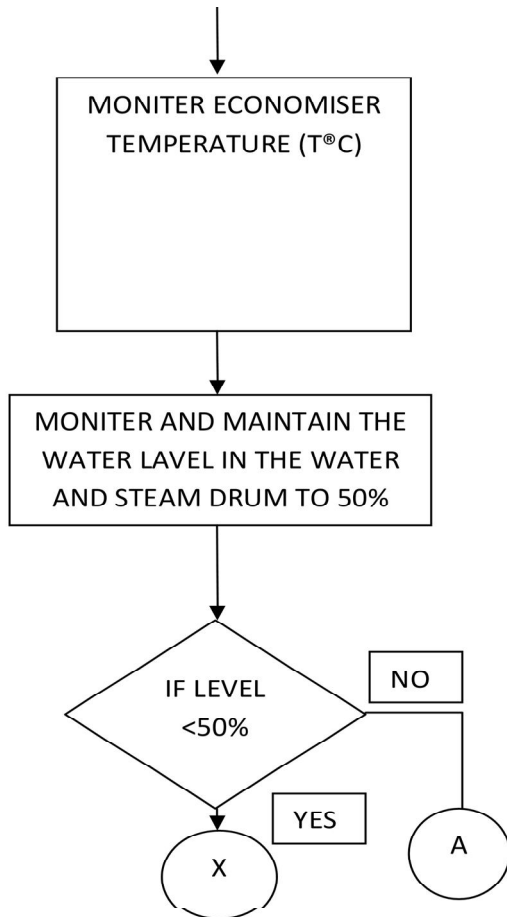 MONITER ECONOMISER
TEMPERATURE (T®C)
MONITER AND MAINTAIN THE
WATER LAVEL IN THE WATER
AND STEAM DRUM TO 50%
IF LEVEL
<50%
NO
YES
X
A